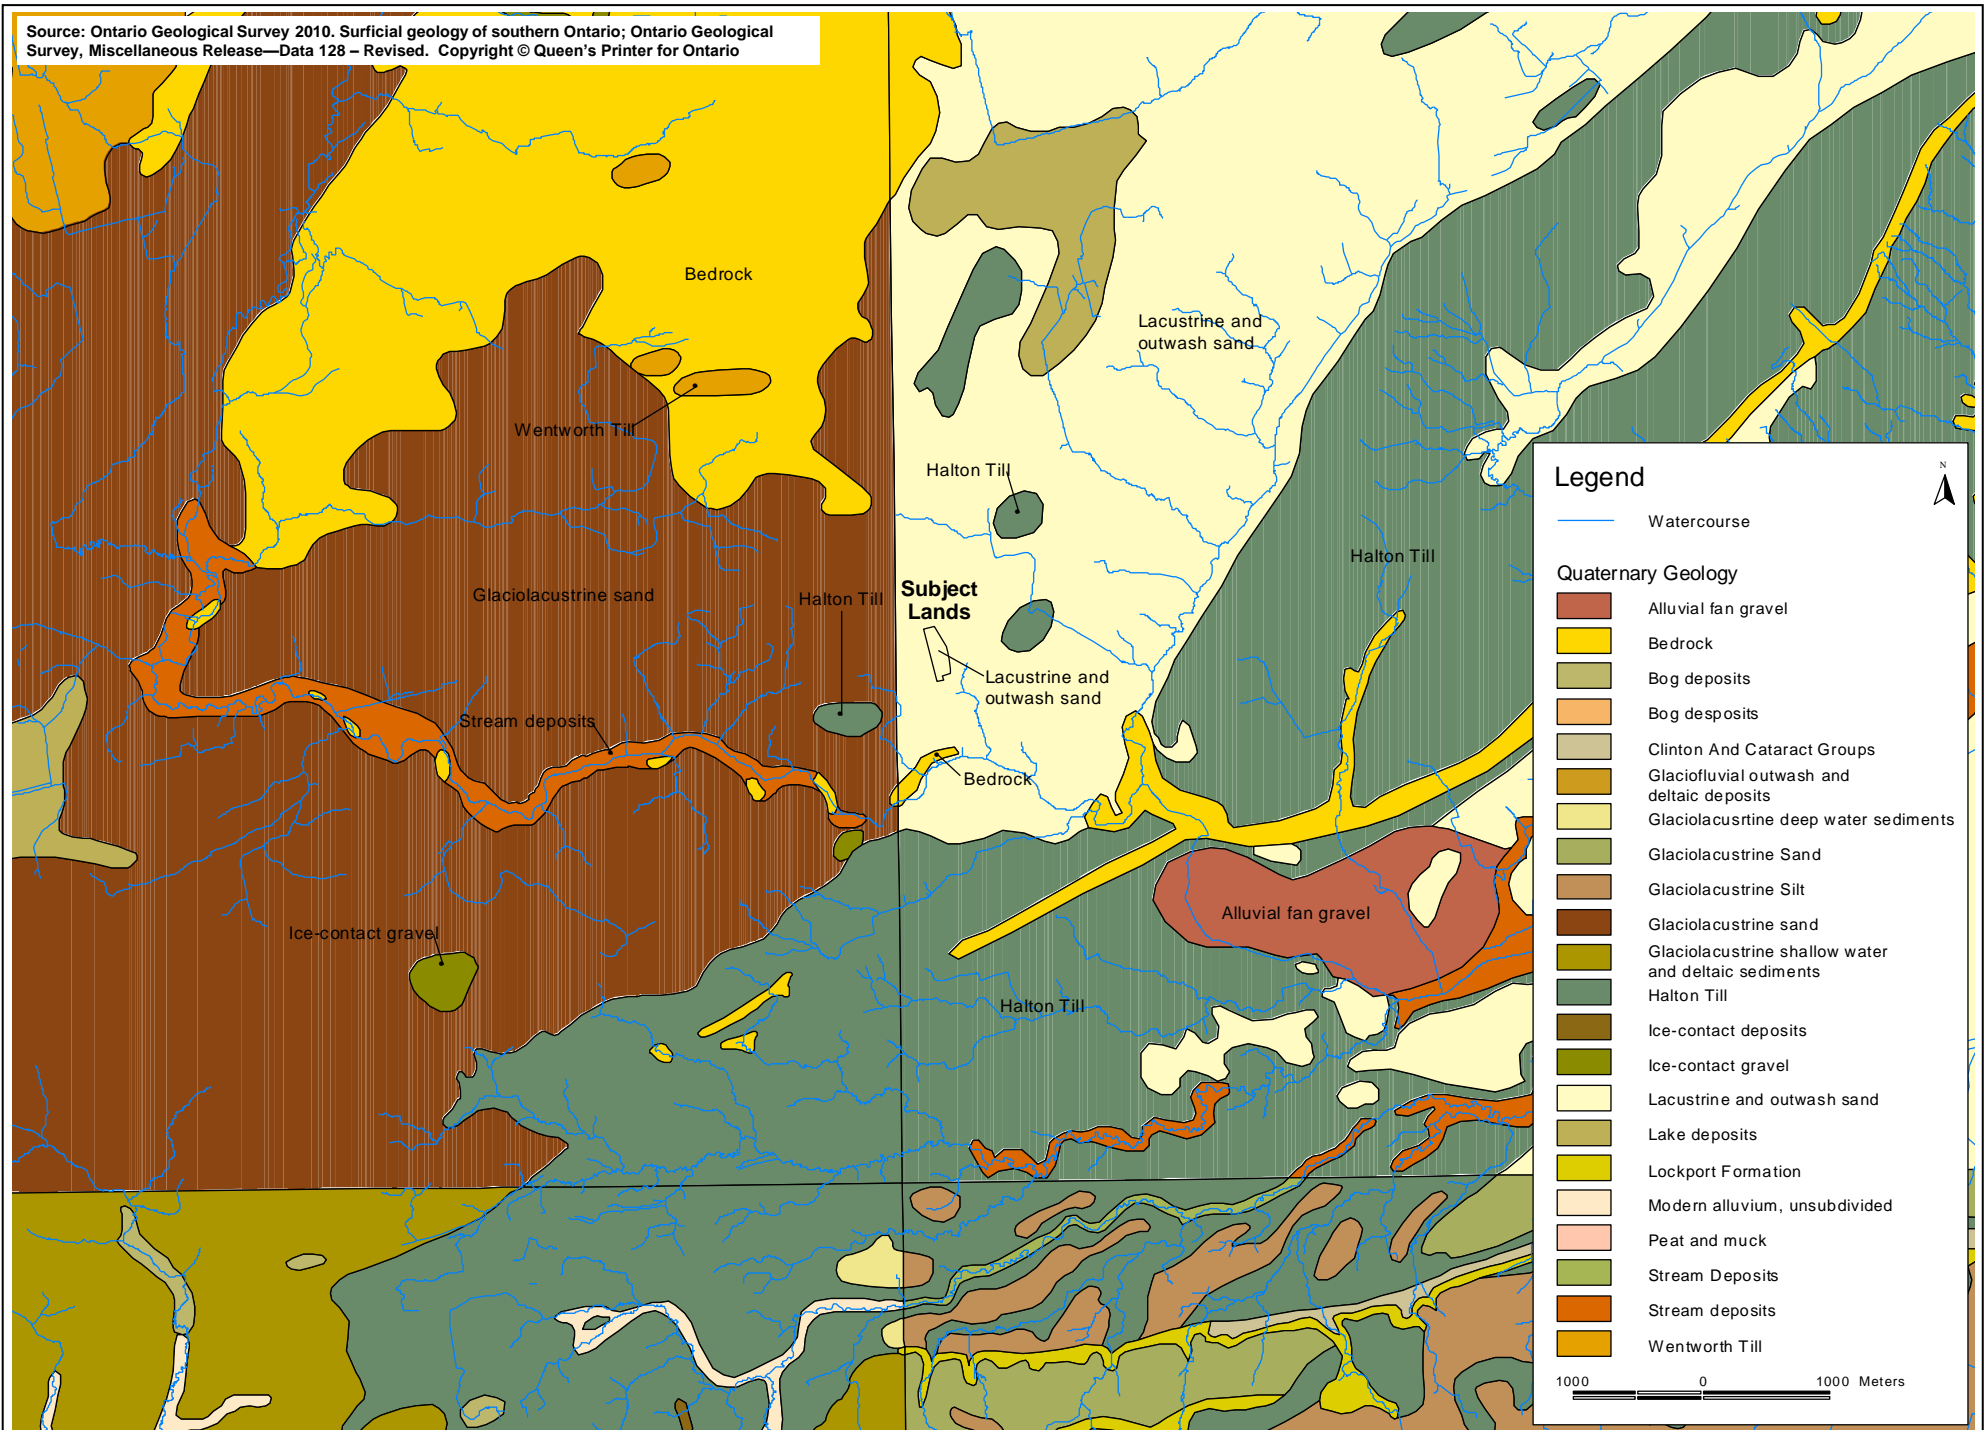 Source: Ontario Geological Survey 2010. Surficial geology of southern Ontario; Ontario Geological
Survey, Miscellaneous Release—Data 128 – Revised. Copyright © Queen's Printer for Ontario
Bedrock
Lacustrine and
outwash sand
Wentworth Till
Halton Till
Halton Till
Glaciolacustrine sand
Halton Till
Subject
Lands
Lacustrine and
outwash sand
Stream deposits
Bedrock
Alluvial fan gravel
Ice-contact gravel
Halton Till
Legend
N
Watercourse
Quaternary Geology
Alluvial fan gravel
Bedrock
Bog deposits
Bog desposits
Clinton And Cataract Groups
Glaciofluvial outwash and
deltaic deposits
Glaciolacusrtine deep water sediments
Glaciolacustrine Sand
Glaciolacustrine Silt
Glaciolacustrine sand
Glaciolacustrine shallow water
and deltaic sediments
Halton Till
Ice-contact deposits
Ice-contact gravel
Lacustrine and outwash sand
Lake deposits
Lockport Formation
Modern alluvium, unsubdivided
Peat and muck
Stream Deposits
Stream deposits
Wentworth Till
1000 0 1000 Meters